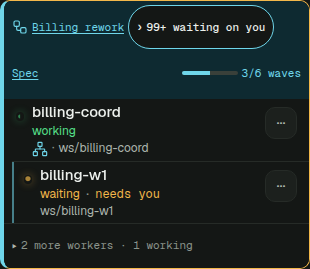 Billing rework › 99+ waiting on you
Spec 3/6 waves
billing-coord
working
· ws/billing-coord
...
billing-w1
waiting · needs you
ws/billing-w1
...
▸ 2 more workers · 1 working